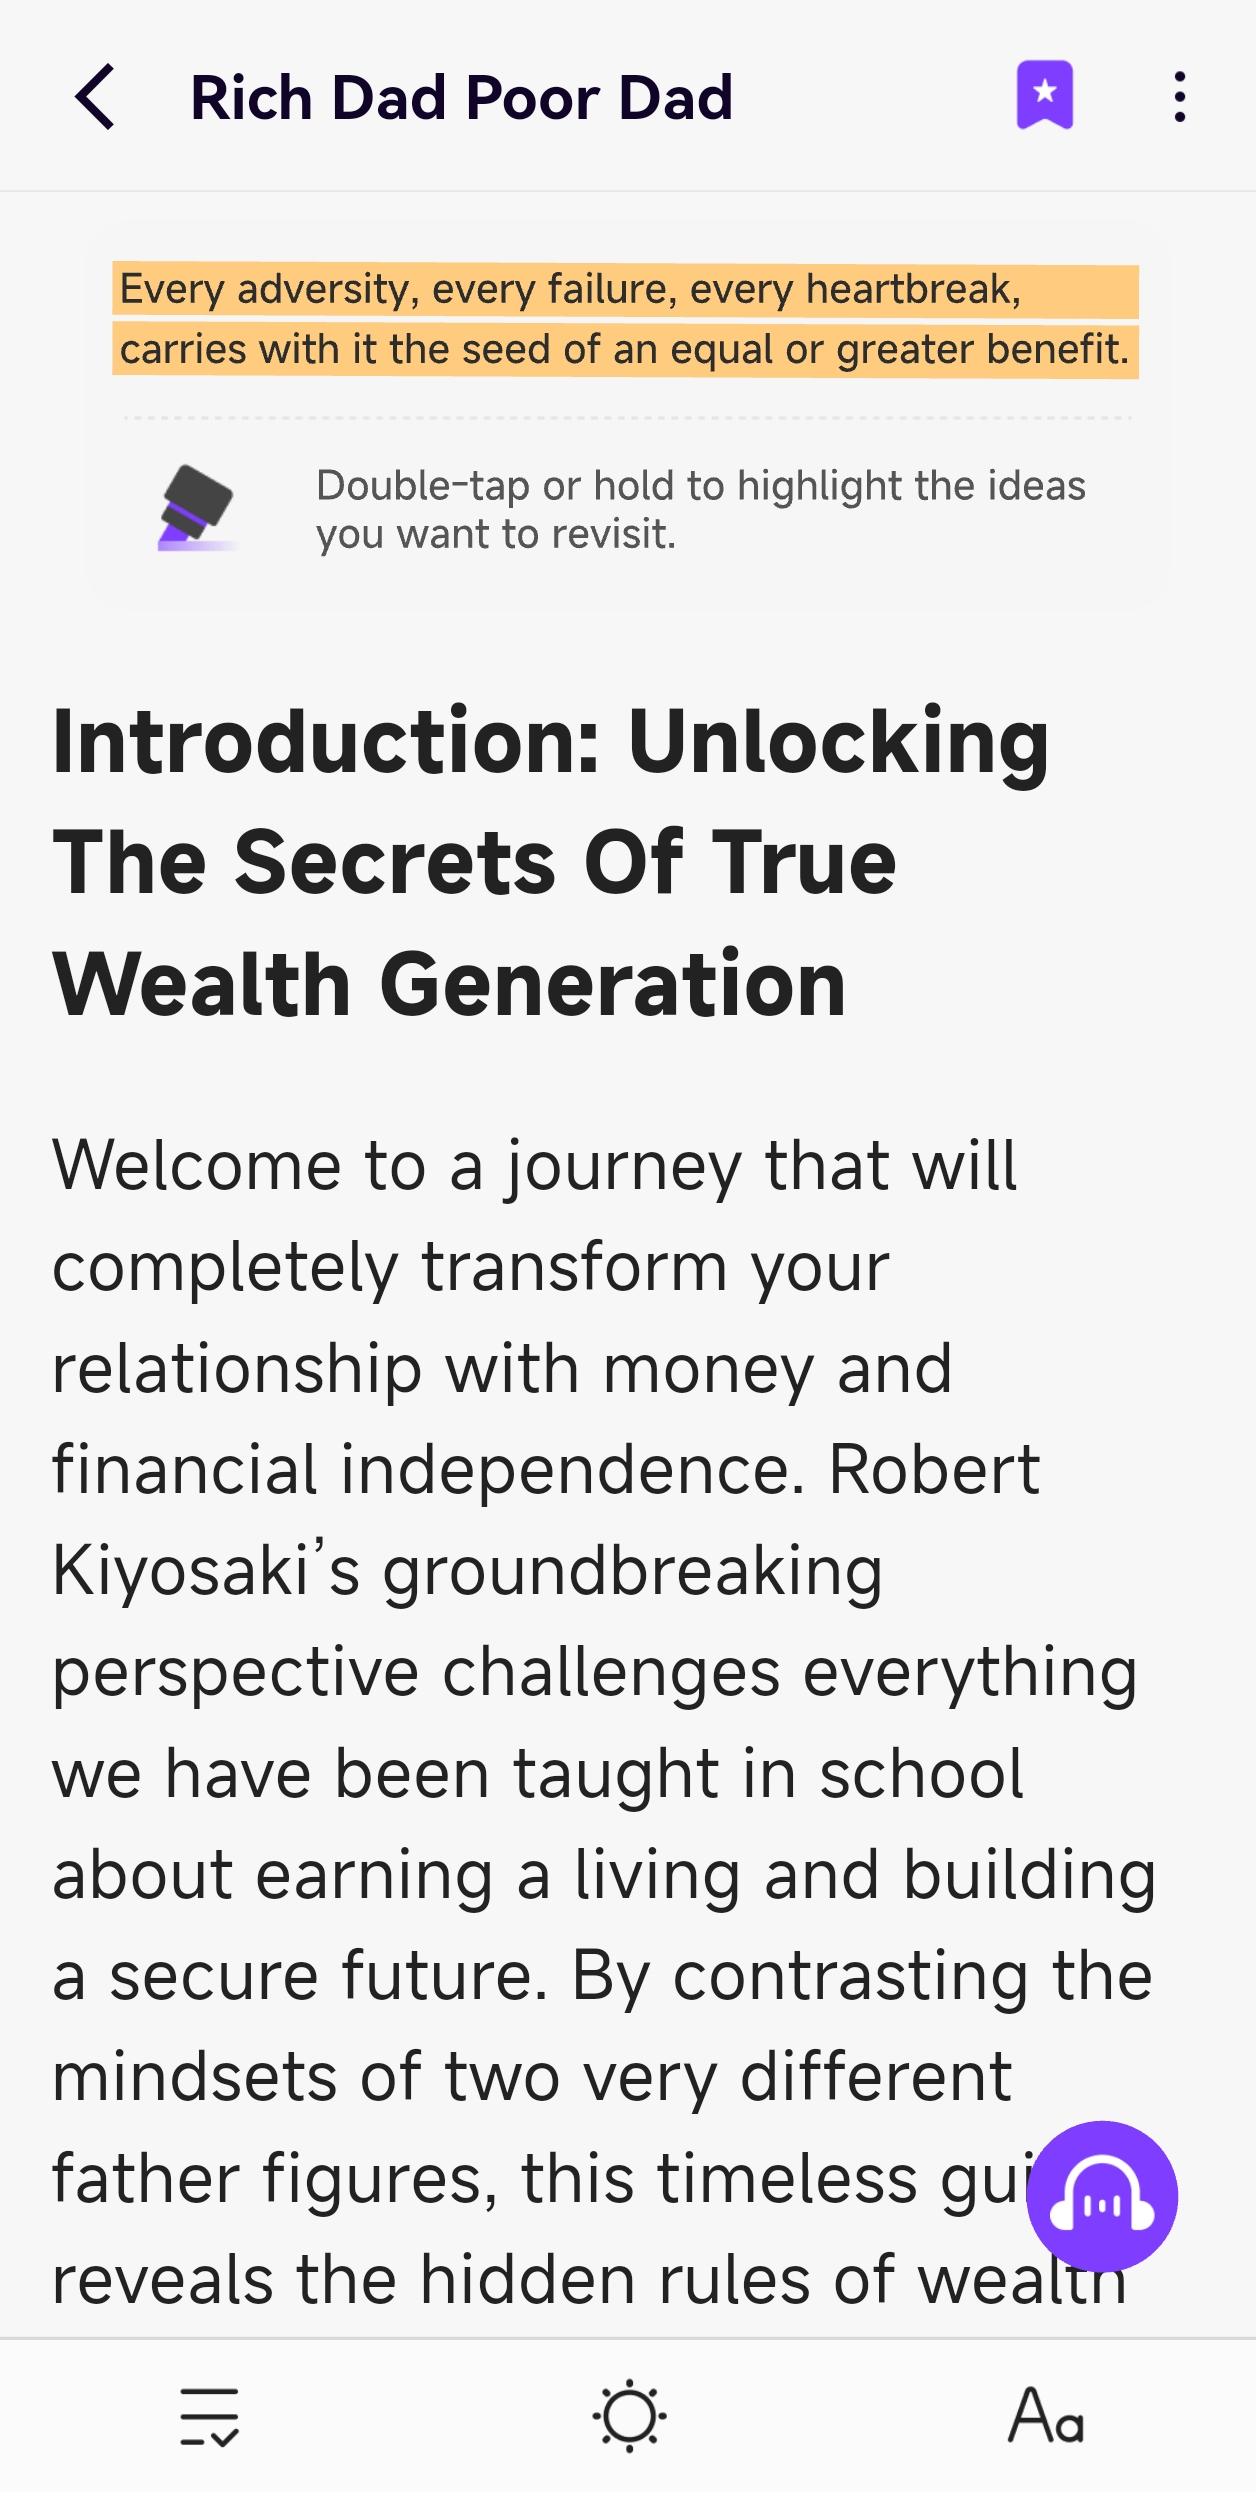 Rich Dad Poor Dad
Every adversity, every failure, every heartbreak,
carries with it the seed of an equal or greater benefit.
Double-tap or hold to highlight the ideas
you want to revisit.
Introduction: Unlocking
The Secrets Of True
Wealth Generation
Welcome to a journey that will
completely transform your
relationship with money and
financial independence. Robert
Kiyosaki’s groundbreaking
perspective challenges everything
we have been taught in school
about earning a living and building
a secure future. By contrasting the
mindsets of two very different
father figures, this timeless
reveals the hidden rules of wealth
Aa